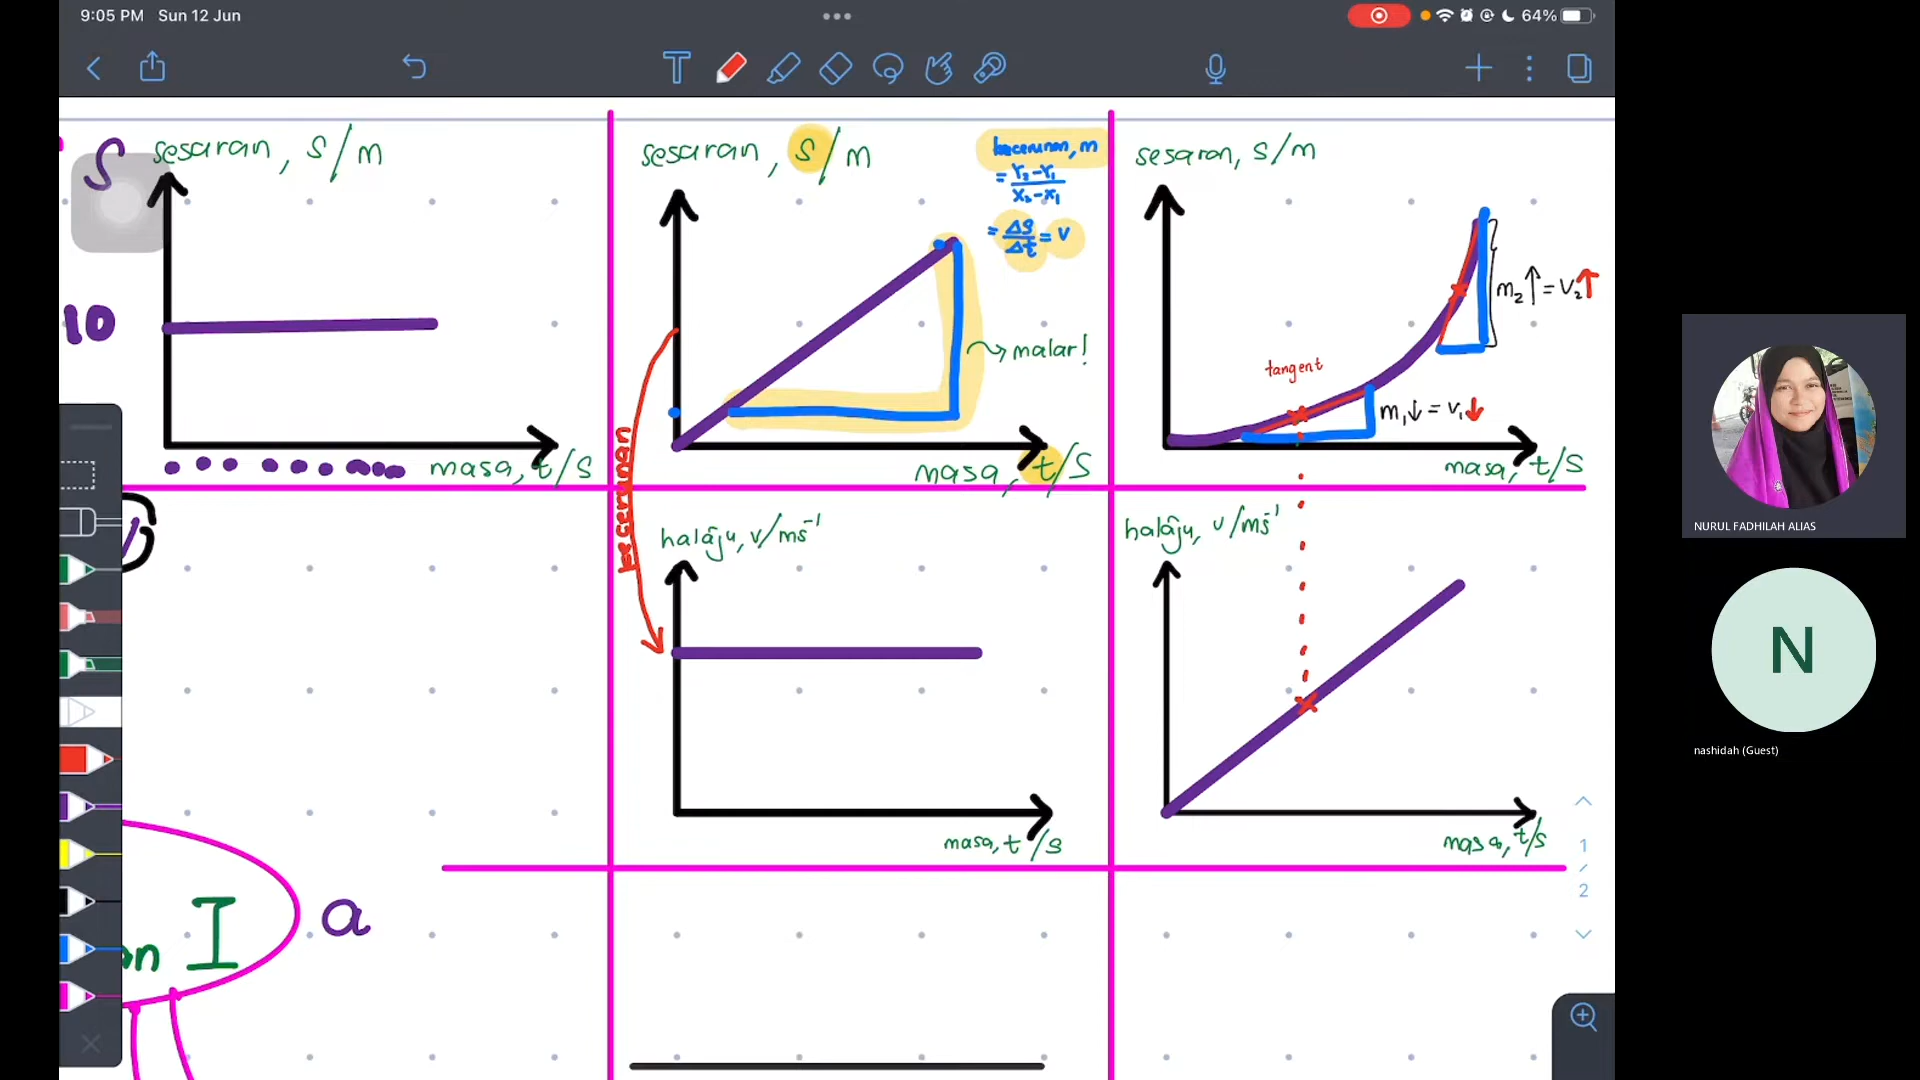 9:05 PM Sun 12 Jun
64%
S
sesaran, s/m
10
masa, t/s
sesaran, s/m
kecerunan, m
= Y₂-Y₁
X₂-X₁
= Δs
Δt = v
malar!
masa, t/s
kecerunan
sesaran, s/m
tangent
m₂↑ = v₂↑
m₁↓ = v₁↓
masa, t/s
halaju, v/ms⁻¹
masa, t/s
halaju, v/ms⁻¹
masa, t/s
an I
a
1
/
2
NURUL FADHILAH ALIAS
N
nashidah (Guest)